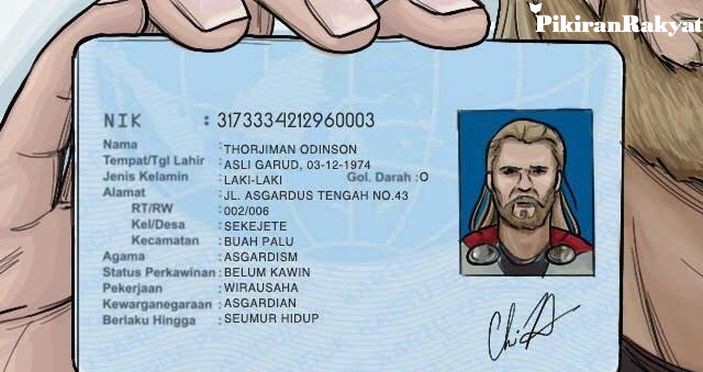 PikiranRakyat
NIK : 3173334212960003
Nama : THORJIMAN ODINSON
Tempat/Tgl Lahir : ASLI GARUD, 03-12-1974
Jenis Kelamin : LAKI-LAKI Gol. Darah :O
Alamat : JL. ASGARDUS TENGAH NO.43
RT/RW : 002/006
Kel/Desa : SEKEJETE
Kecamatan : BUAH PALU
Agama : ASGARDISM
Status Perkawinan : BELUM KAWIN
Pekerjaan : WIRAUSAHA
Kewarganegaraan : ASGARDIAN
Berlaku Hingga : SEUMUR HIDUP